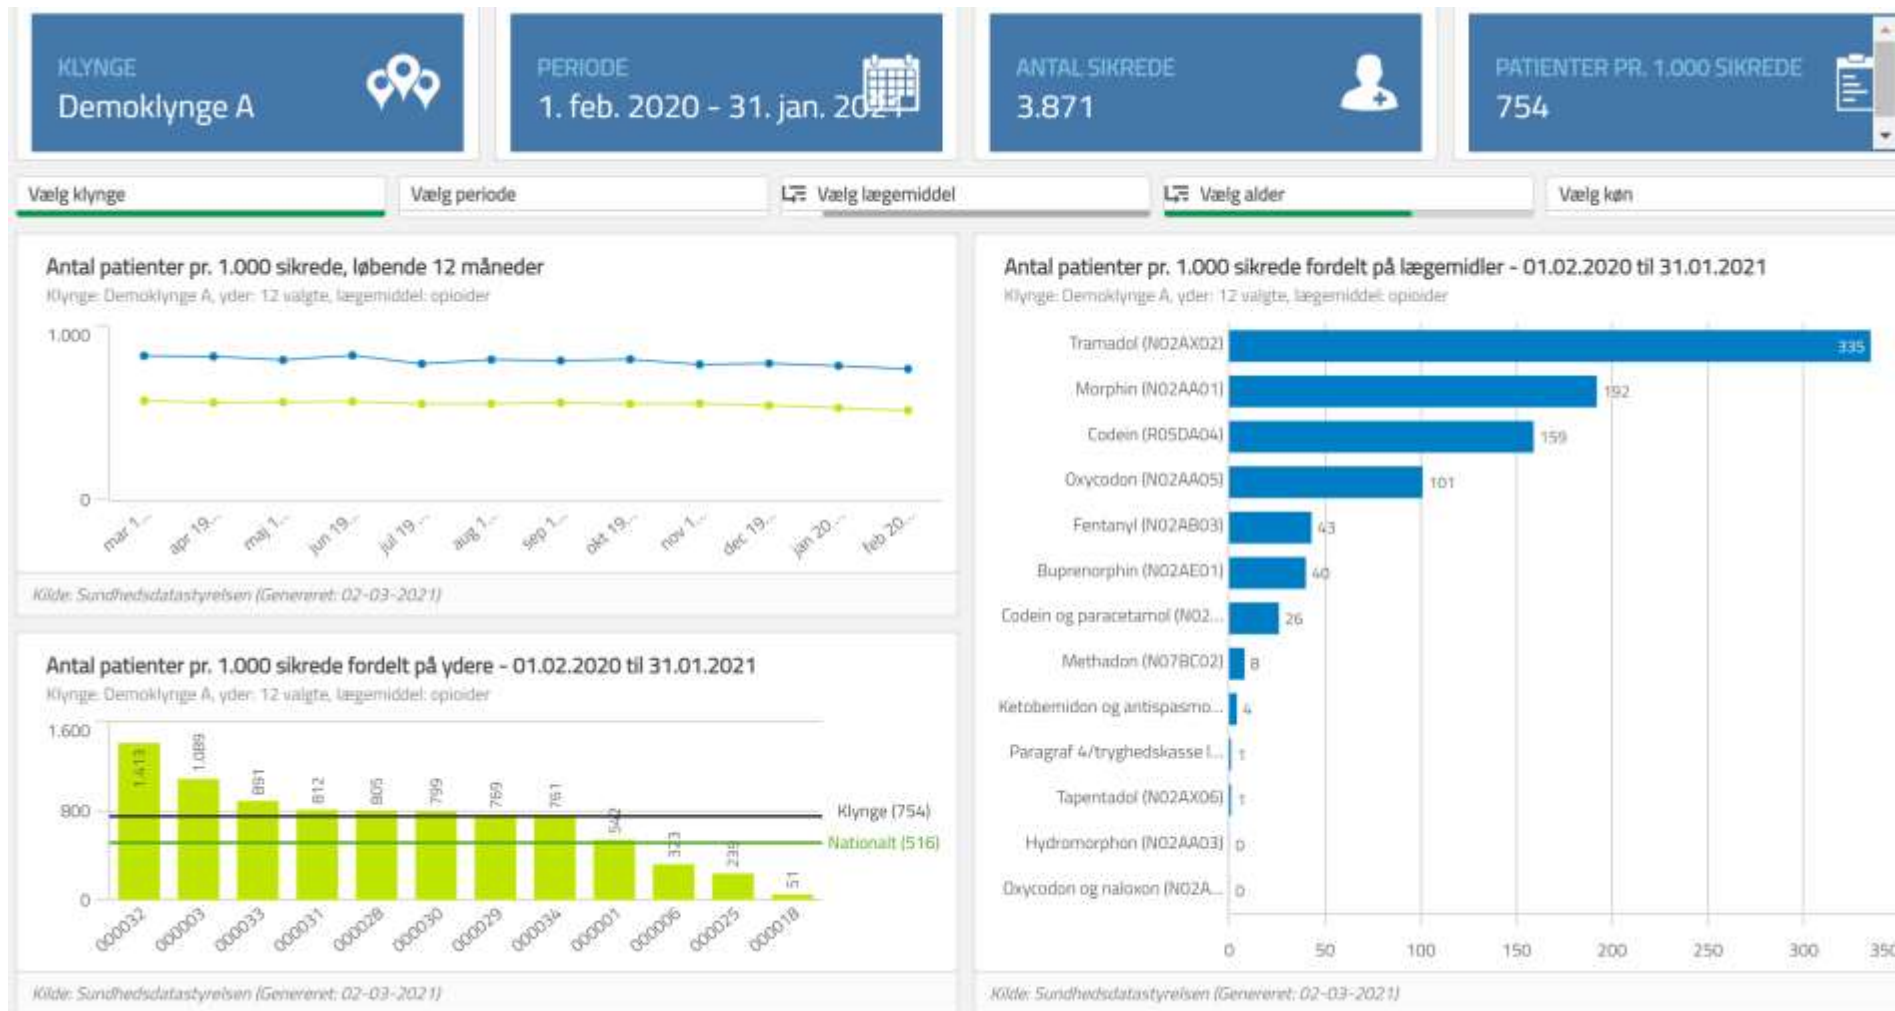 KLYNGE
Demoklynge A
PERIODE
1. feb. 2020 - 31. jan. 2021
ANTAL SIKREDE
3.871
PATIENTER PR. 1.000 SIKREDE
754
Vælg klynge
Vælg periode
Vælg lægemiddel
Vælg alder
Vælg køn
Antal patienter pr. 1.000 sikrede, løbende 12 måneder
Klynge: Demoklynge A, yder: 12 valgte, lægemiddel: opioider
1.000
0
mar 1...
apr 19...
maj 1...
jun 19...
jul 19...
aug 1...
sep 1...
okt 19...
nov 1...
dec 19...
jan 20...
feb 20...
Kilde: Sundhedsdatastyrelsen (Genereret: 02-03-2021)
Antal patienter pr. 1.000 sikrede fordelt på ydere - 01.02.2020 til 31.01.2021
Klynge: Demoklynge A, yder: 12 valgte, lægemiddel: opioider
1.600
800
0
1.413
1.089
891
812
805
799
769
761
542
323
239
51
Klynge (754)
Nationalt (516)
000032
000003
000033
000031
000028
000030
000029
000034
000001
000006
000025
000018
Kilde: Sundhedsdatastyrelsen (Genereret: 02-03-2021)
Antal patienter pr. 1.000 sikrede fordelt på lægemidler - 01.02.2020 til 31.01.2021
Klynge: Demoklynge A, yder: 12 valgte, lægemiddel: opioider
Tramadol (N02AX02) 335
Morphin (N02AA01) 192
Codein (R05DA04) 159
Oxycodon (N02AA05) 101
Fentanyl (N02AB03) 43
Buprenorphin (N02AE01) 40
Codein og paracetamol (N02... 26
Methadon (N07BC02) 8
Ketobemidon og antispasmo... 4
Paragraf 4/tryghedskasse l... 1
Tapentadol (N02AX06) 1
Hydromorphon (N02AA03) 0
Oxycodon og naloxon (N02A... 0
0 50 100 150 200 250 300 350
Kilde: Sundhedsdatastyrelsen (Genereret: 02-03-2021)